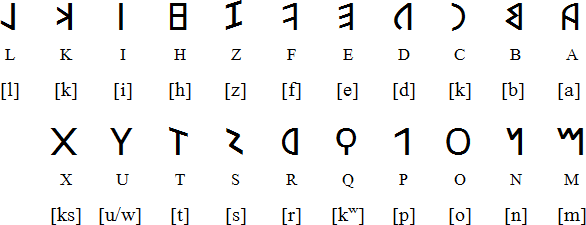 𐌋 𐌊 𐌉 𐌇 𐌆 𐌅 𐌄 𐌃 𐌂 𐌁 𐌀
L K I H Z F E D C B A
[l] [k] [i] [h] [z] [f] [e] [d] [k] [b] [a]
𐌗 𐌖 𐌕 𐌔 𐌓 𐌒 𐌐 𐌏 𐌍 𐌌
X U T S R Q P O N M
[ks] [u/w] [t] [s] [r] [kʷ] [p] [o] [n] [m]